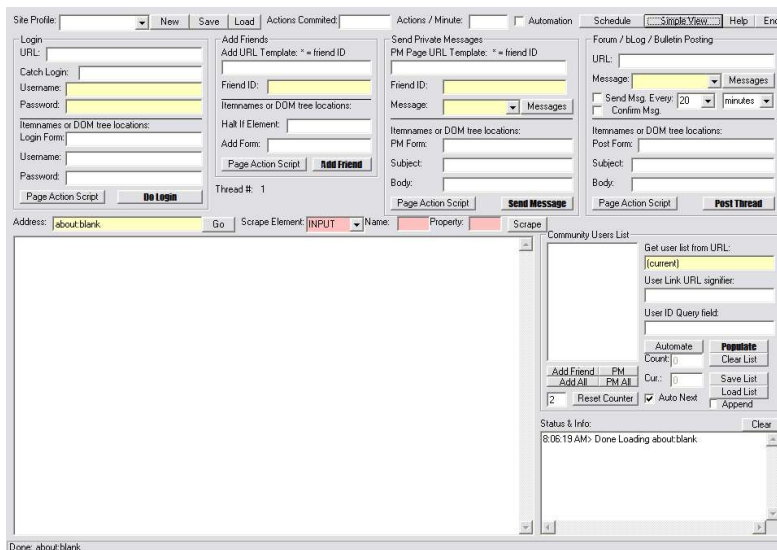 Site Profile: New Save Load Actions Commited: Actions / Minute: Automation Schedule Simple View Help
Login
URL:
Catch Login:
Username:
Password:
Itemnames or DOM tree locations:
Login Form:
Username:
Password:
Page Action Script Do Login
Add Friends
Add URL Template: * = friend ID
Friend ID:
Itemnames or DOM tree locations:
Halt If Element:
Add Form:
Page Action Script Add Friend
Thread #: 1
Send Private Messages
PM Page URL Template: * = friend ID
Friend ID:
Message: Messages
Itemnames or DOM tree locations:
PM Form:
Subject:
Body:
Page Action Script Send Message
Forum / bLog / Bulletin Posting
URL:
Message: Messages
Send Msg. Every: 20 minutes
Confirm Msg.
Itemnames or DOM tree locations:
Post Form:
Subject:
Body:
Page Action Script Post Thread
Address: about:blank Go Scrape Element: INPUT Name: Property: Scrape
Community Users List
Get user list from URL:
(current)
User Link URL signifier:
User ID Query field:
Automate Populate
Count: 0 Clear List
Add Friend PM
Add All PM All
Cur.: 0 Save List
Load List
2 Reset Counter Auto Next Append
Status & Info: Clear
8:06:19 AM> Done Loading about:blank
Done: about:blank